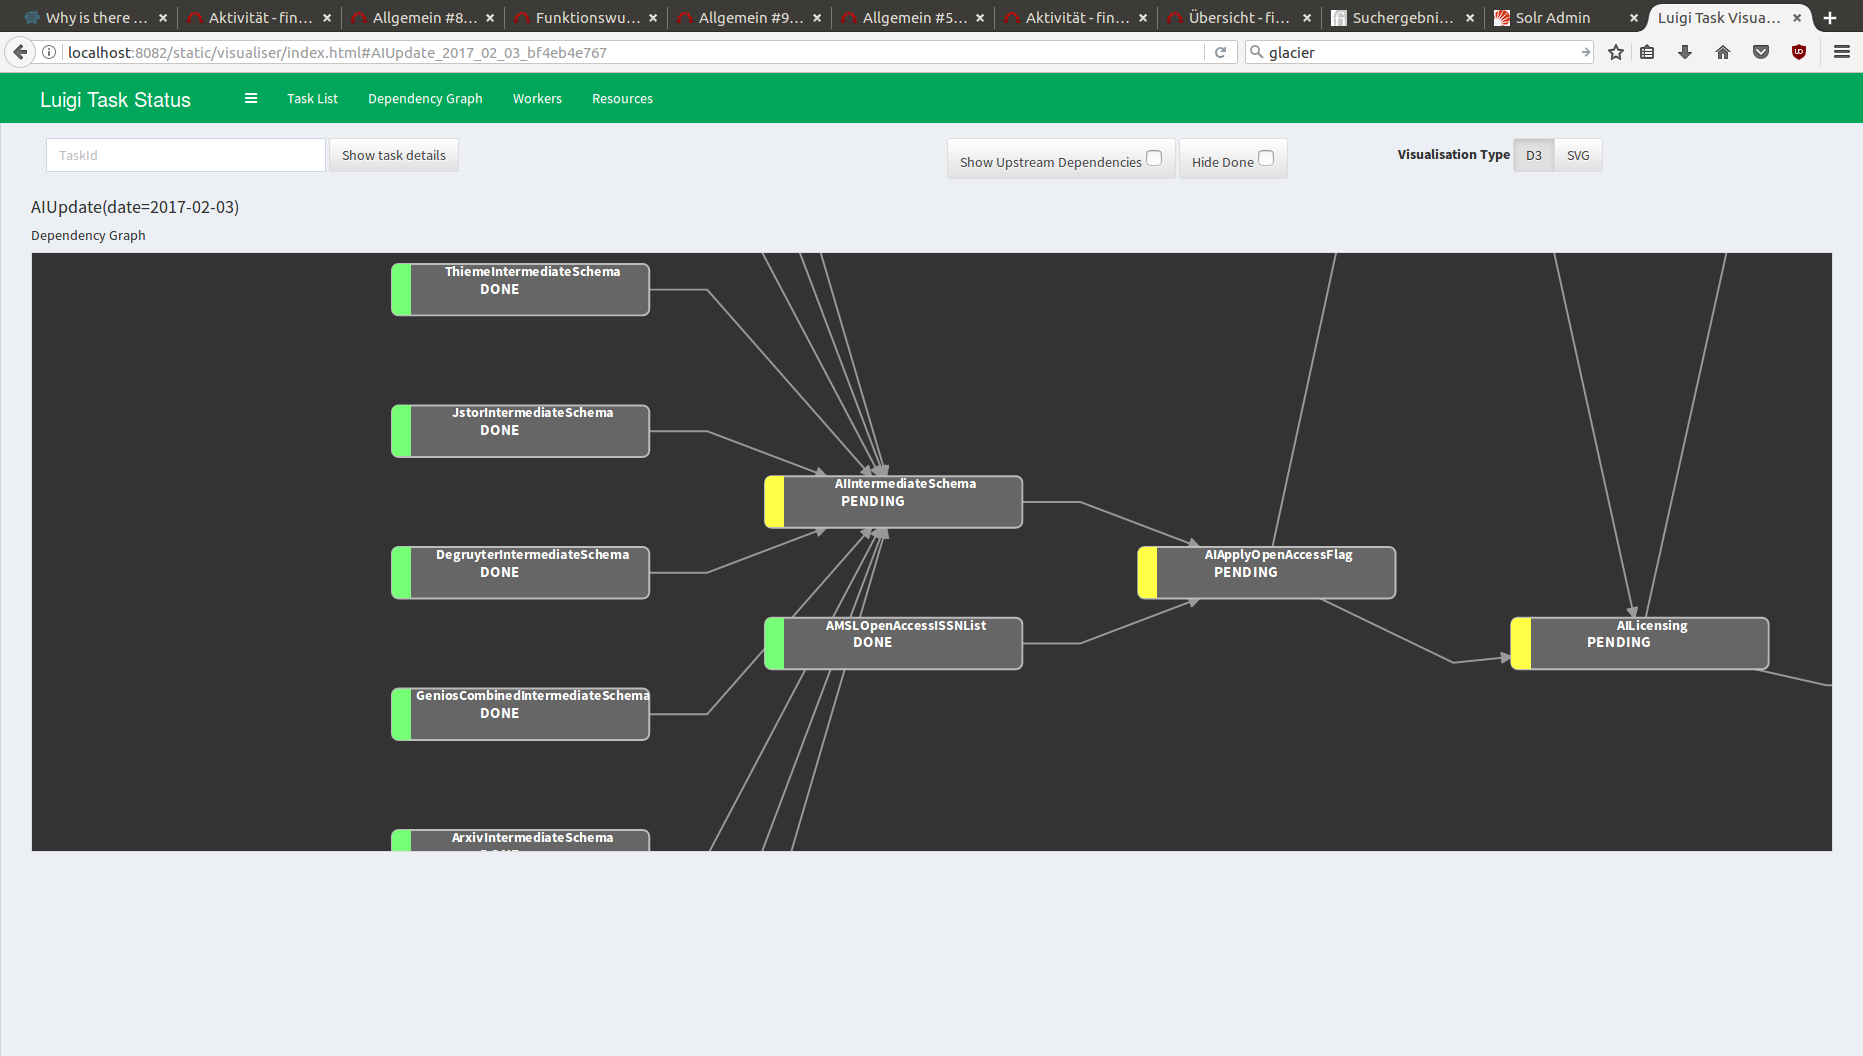 Why is there ...
Aktivität - fin...
Allgemein #8...
Funktionswu...
Allgemein #9...
Allgemein #5...
Aktivität - fin...
Übersicht - fi...
Suchergebni...
Solr Admin
Luigi Task Visua...
localhost:8082/static/visualiser/index.html#AIUpdate_2017_02_03_bf4eb4e767
glacier
Luigi Task Status
Task List
Dependency Graph
Workers
Resources
TaskId
Show task details
Show Upstream Dependencies
Hide Done
Visualisation Type
D3
SVG
AIUpdate(date=2017-02-03)
Dependency Graph
ThiemeIntermediateSchema
DONE
JstorIntermediateSchema
DONE
AIIntermediateSchema
PENDING
DegruyterIntermediateSchema
DONE
AIApplyOpenAccessFlag
PENDING
AMSLOpenAccessISSNList
DONE
AILicensing
PENDING
GeniosCombinedIntermediateSchema
DONE
ArxivIntermediateSchema